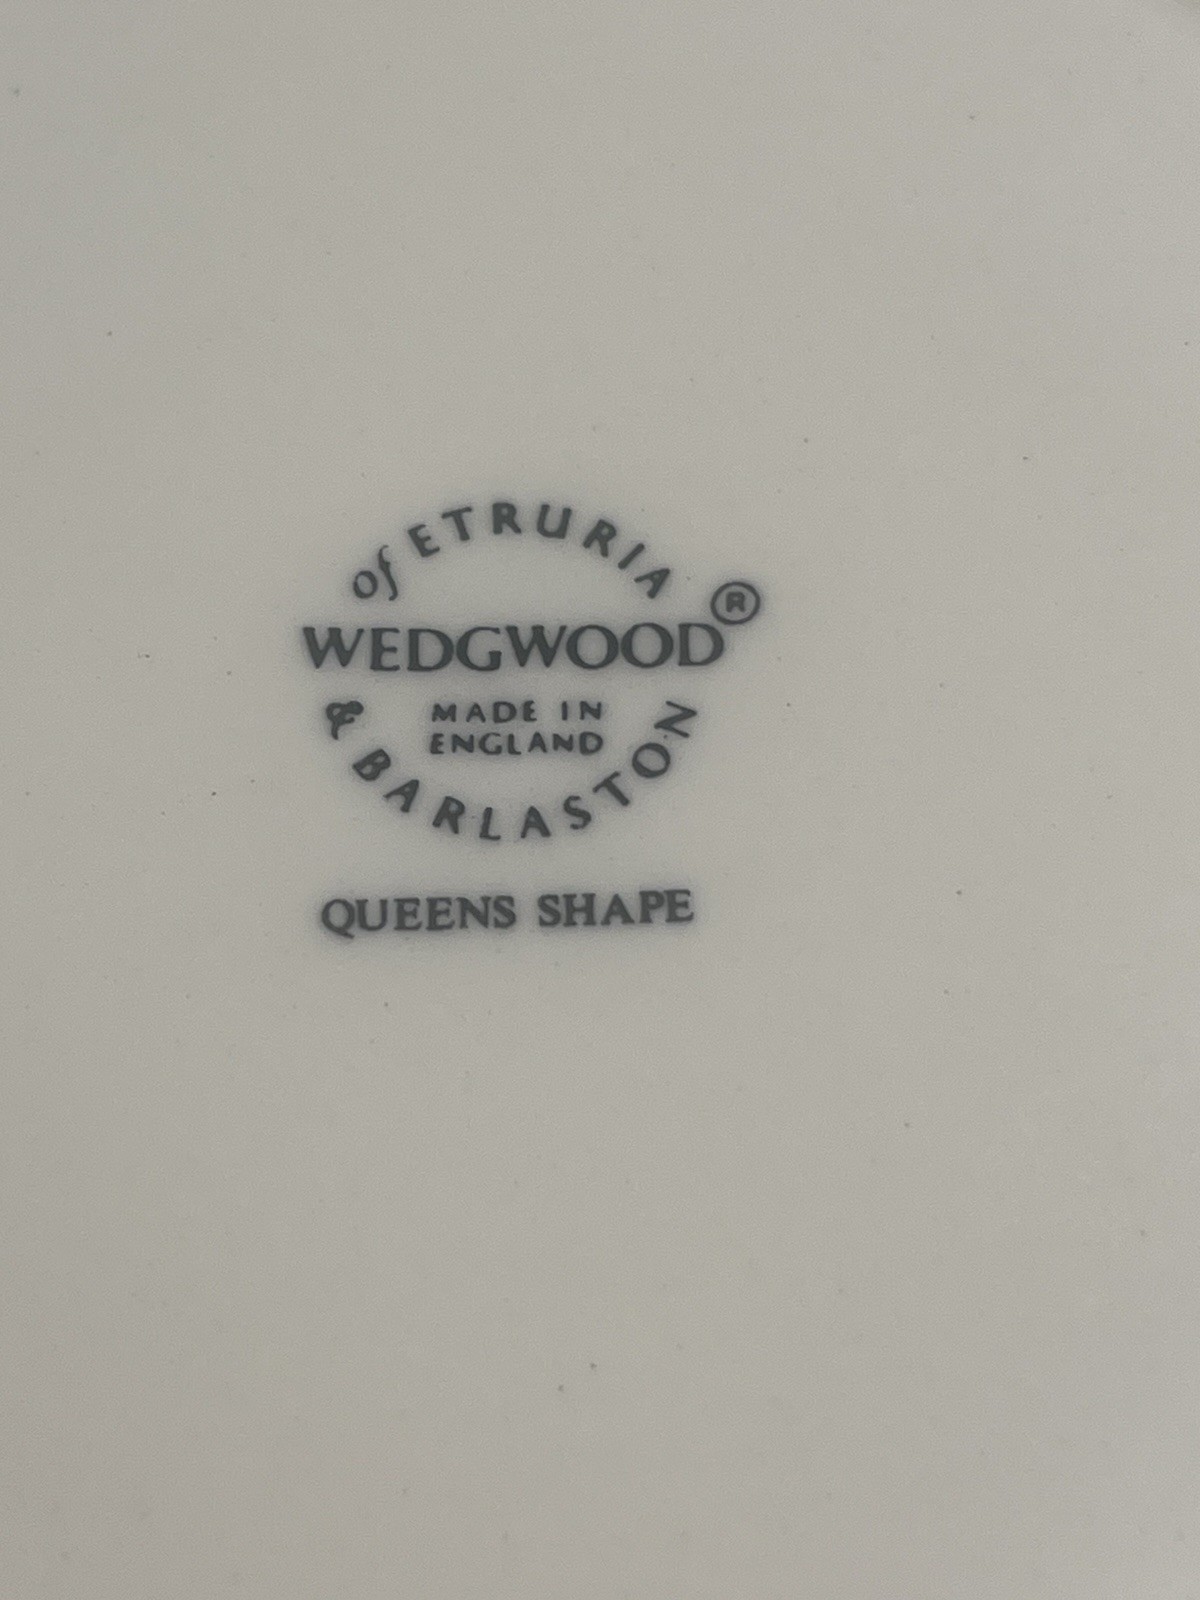 of ETRURIA
WEDGWOOD®
MADE IN
ENGLAND
& BARLASTON
QUEENS SHAPE